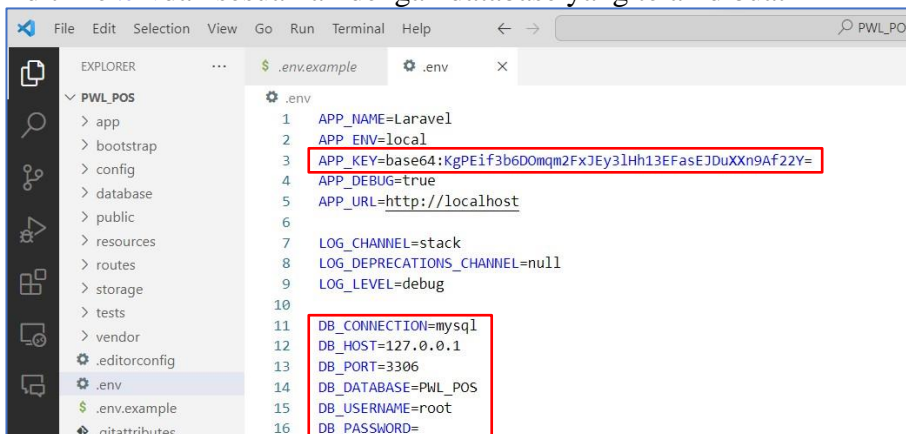 File Edit Selection View Go Run Terminal Help ← → PWL_PO
EXPLORER ...
$ .env.example .env ×
PWL_POS
.env
> app
> bootstrap
> config
> database
> public
> resources
> routes
> storage
> tests
> vendor
.editorconfig
.env
$ .env.example
.gitattributes
1 APP_NAME=Laravel
2 APP_ENV=local
3 APP_KEY=base64:KgPEif3b6DOmqm2FxJEy3lHh13EFasEJDuXXn9Af22Y=
4 APP_DEBUG=true
5 APP_URL=http://localhost
6
7 LOG_CHANNEL=stack
8 LOG_DEPRECATIONS_CHANNEL=null
9 LOG_LEVEL=debug
10
11 DB_CONNECTION=mysql
12 DB_HOST=127.0.0.1
13 DB_PORT=3306
14 DB_DATABASE=PWL_POS
15 DB_USERNAME=root
16 DB_PASSWORD=